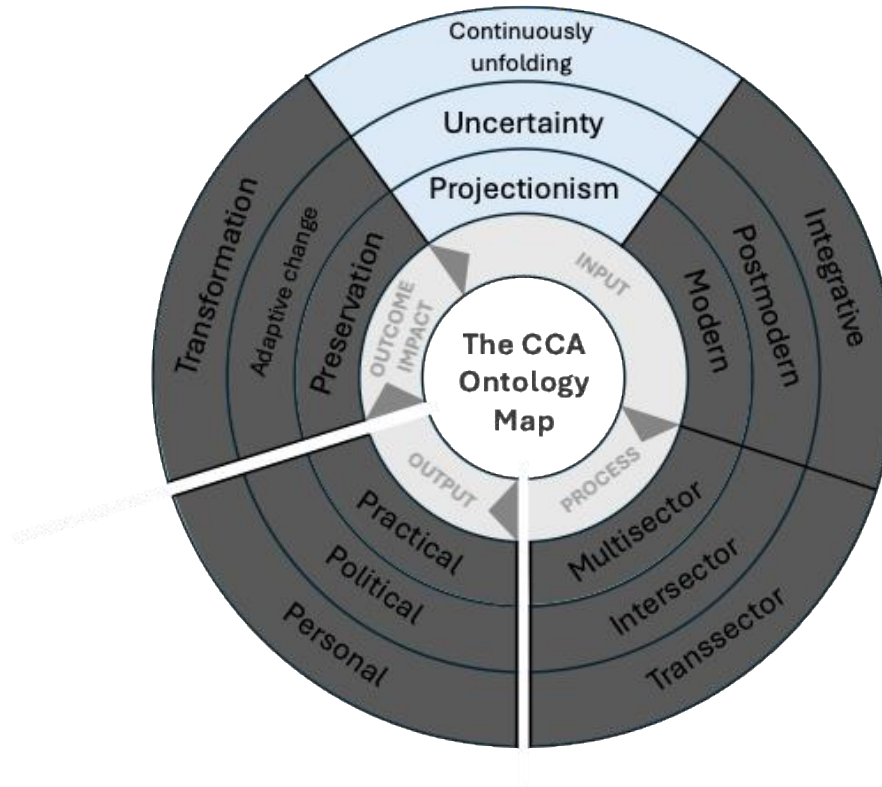 Continuously
unfolding
Uncertainty
Projectionism
Transformation
Adaptive change
Preservation
OUTCOME
IMPACT
INPUT
Modern
Postmodern
Integrative
The CCA
Ontology
Map
OUTPUT
PROCESS
Practical
Political
Personal
Multisector
Intersector
Transsector